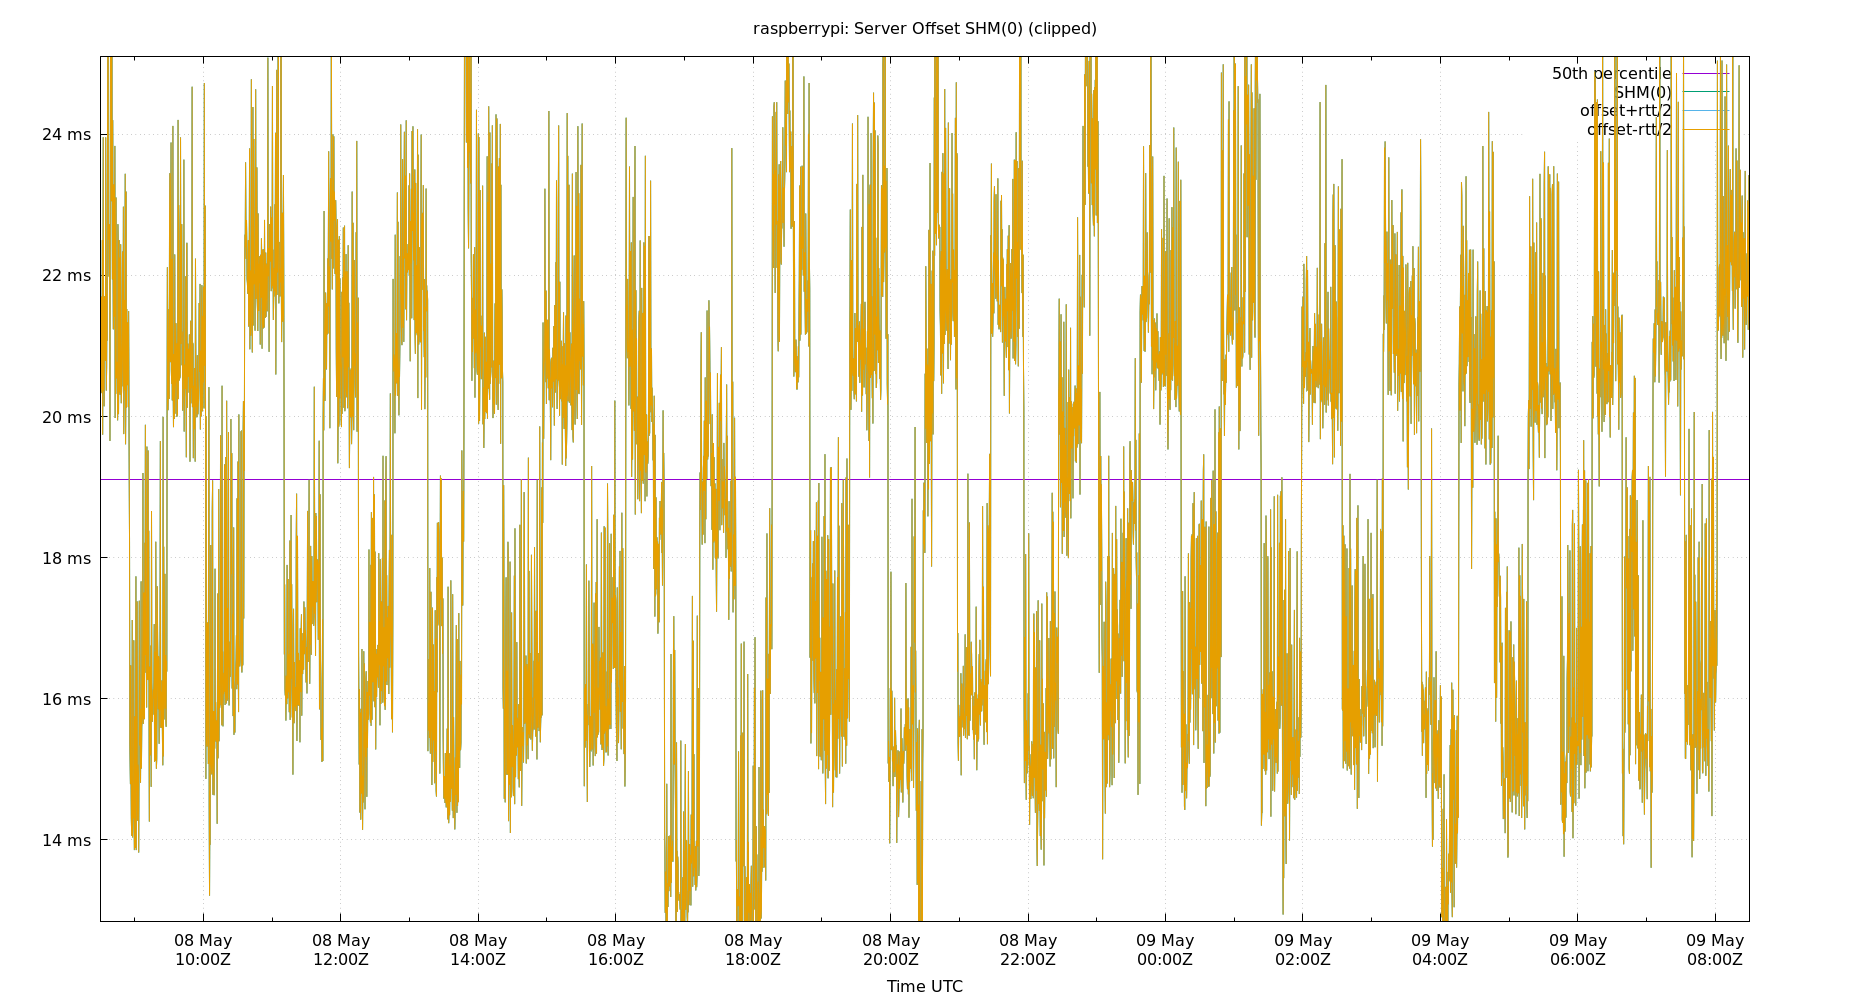 raspberrypi: Server Offset SHM(0) (clipped)
50th percentile
SHM(0)
offset+rtt/2
offset-rtt/2
24 ms
22 ms
20 ms
18 ms
16 ms
14 ms
08 May 08 May 08 May 08 May 08 May 08 May 08 May 09 May 09 May 09 May 09 May 09 May
10:00Z 12:00Z 14:00Z 16:00Z 18:00Z 20:00Z 22:00Z 00:00Z 02:00Z 04:00Z 06:00Z 08:00Z
Time UTC